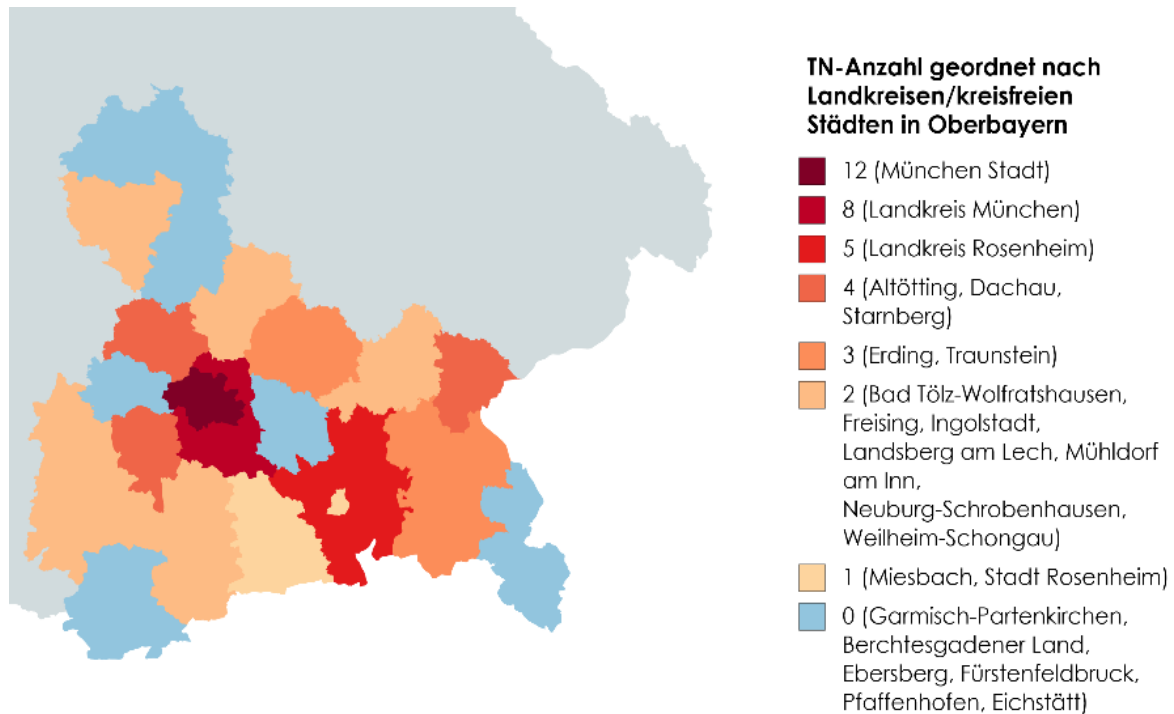 TN-Anzahl geordnet nach
Landkreisen/kreisfreien
Städten in Oberbayern
12 (München Stadt)
8 (Landkreis München)
5 (Landkreis Rosenheim)
4 (Altötting, Dachau,
Starnberg)
3 (Erding, Traunstein)
2 (Bad Tölz-Wolfratshausen,
Freising, Ingolstadt,
Landsberg am Lech, Mühldorf
am Inn,
Neuburg-Schrobenhausen,
Weilheim-Schongau)
1 (Miesbach, Stadt Rosenheim)
0 (Garmisch-Partenkirchen,
Berchtesgadener Land,
Ebersberg, Fürstenfeldbruck,
Pfaffenhofen, Eichstätt)